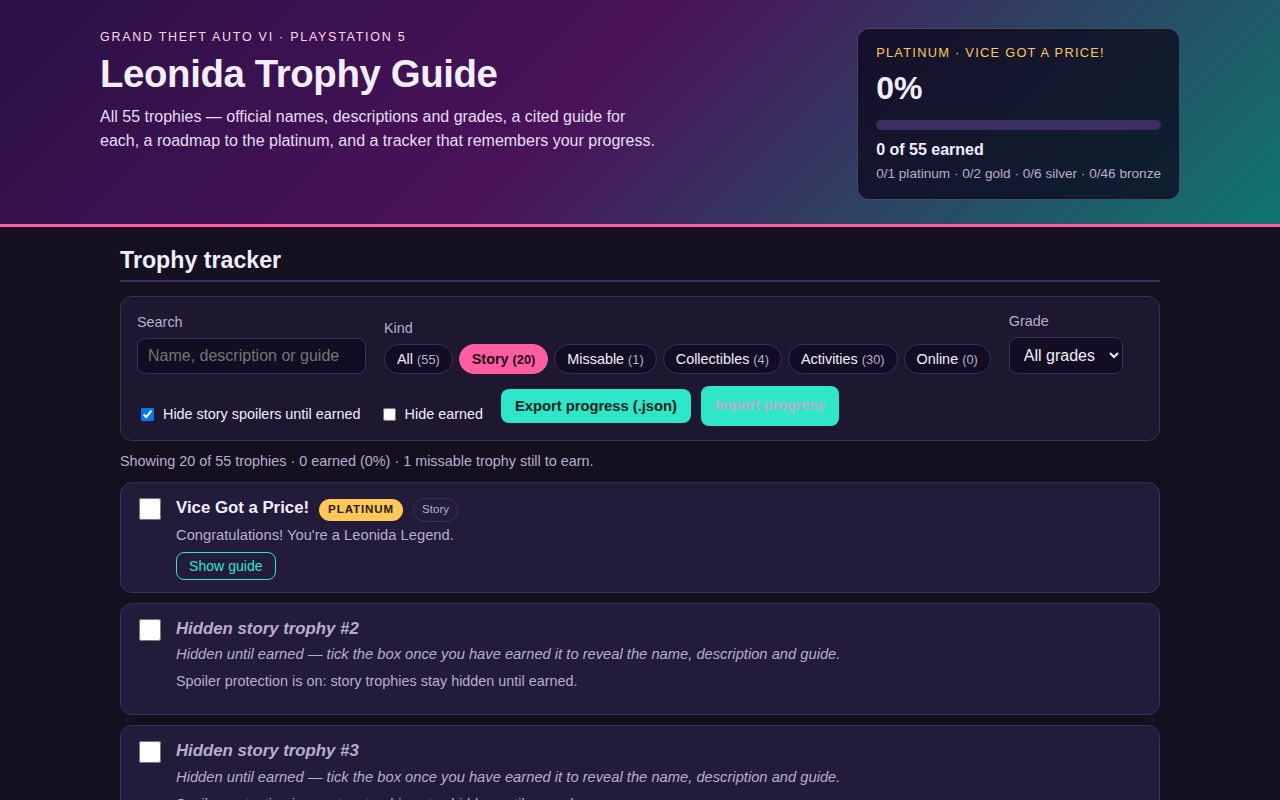 GRAND THEFT AUTO VI · PLAYSTATION 5
Leonida Trophy Guide
All 55 trophies — official names, descriptions and grades, a cited guide for
each, a roadmap to the platinum, and a tracker that remembers your progress.
PLATINUM · VICE GOT A PRICE!
0%
0 of 55 earned
0/1 platinum · 0/2 gold · 0/6 silver · 0/46 bronze
Trophy tracker
Search
Name, description or guide
Kind
All (55)
Story (20)
Missable (1)
Collectibles (4)
Activities (30)
Online (0)
Grade
All grades
Hide story spoilers until earned
Hide earned
Export progress (.json)
Import progress
Showing 20 of 55 trophies · 0 earned (0%) · 1 missable trophy still to earn.
Vice Got a Price! PLATINUM Story
Congratulations! You're a Leonida Legend.
Show guide
Hidden story trophy #2
Hidden until earned — tick the box once you have earned it to reveal the name, description and guide.
Spoiler protection is on: story trophies stay hidden until earned.
Hidden story trophy #3
Hidden until earned — tick the box once you have earned it to reveal the name, description and guide.